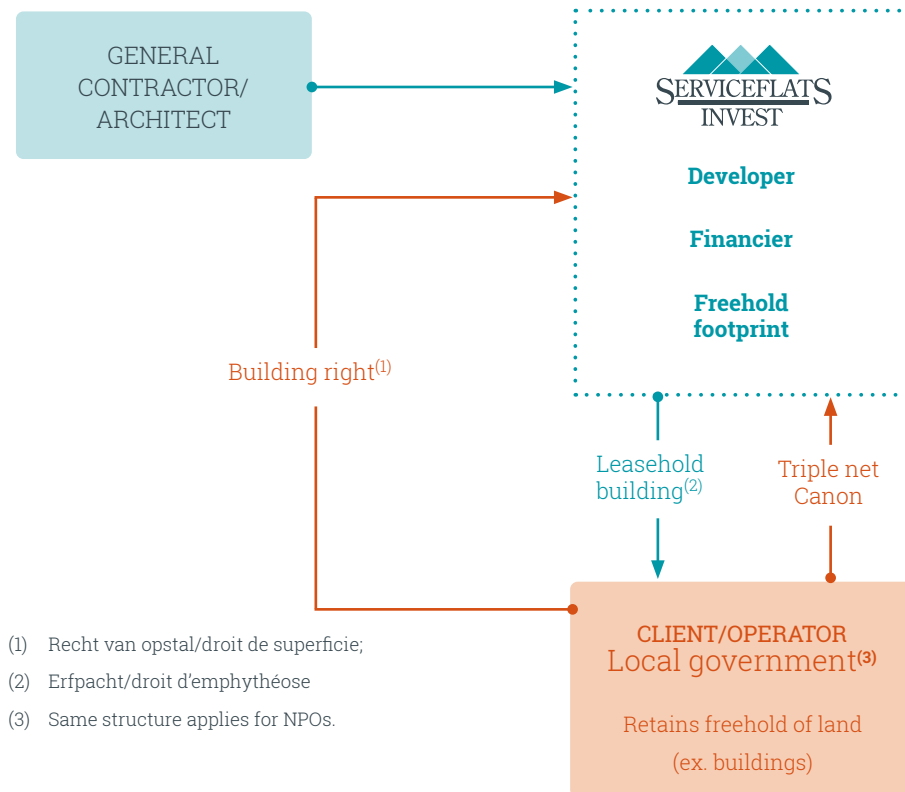 GENERAL
CONTRACTOR/
ARCHITECT
SERVICEFLATS
INVEST
Developer
Financier
Freehold
footprint
Building right(1)
Leasehold
building(2)
Triple net
Canon
CLIENT/OPERATOR
Local government(3)
Retains freehold of land
(ex. buildings)
(1) Recht van opstal/droit de superficie;
(2) Erfpacht/droit d'emphythéose
(3) Same structure applies for NPOs.